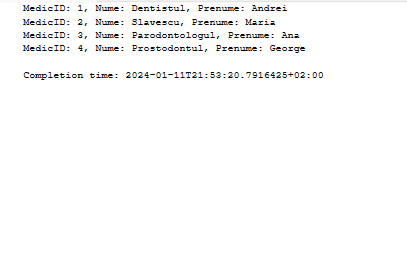 MedicID: 1, Nume: Dentistul, Prenume: Andrei
MedicID: 2, Nume: Slavescu, Prenume: Maria
MedicID: 3, Nume: Parodontologul, Prenume: Ana
MedicID: 4, Nume: Prostodontul, Prenume: George
Completion time: 2024-01-11T21:53:20.7916425+02:00